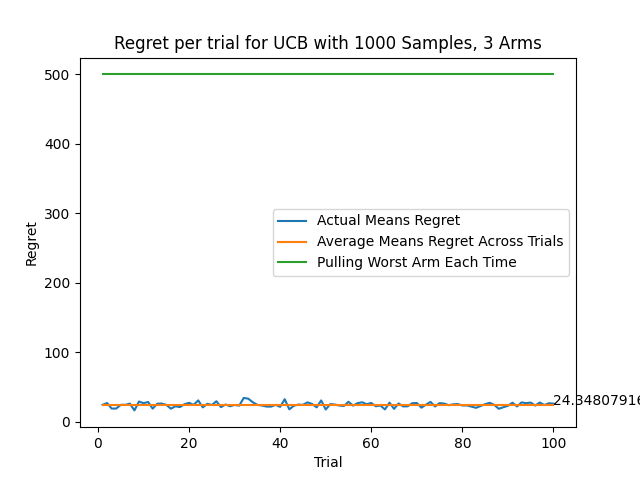 Regret per trial for UCB with 1000 Samples, 3 Arms
500
400
300
200
100
0
Regret
Actual Means Regret
Average Means Regret Across Trials
Pulling Worst Arm Each Time
24.34807916
0 20 40 60 80 100
Trial